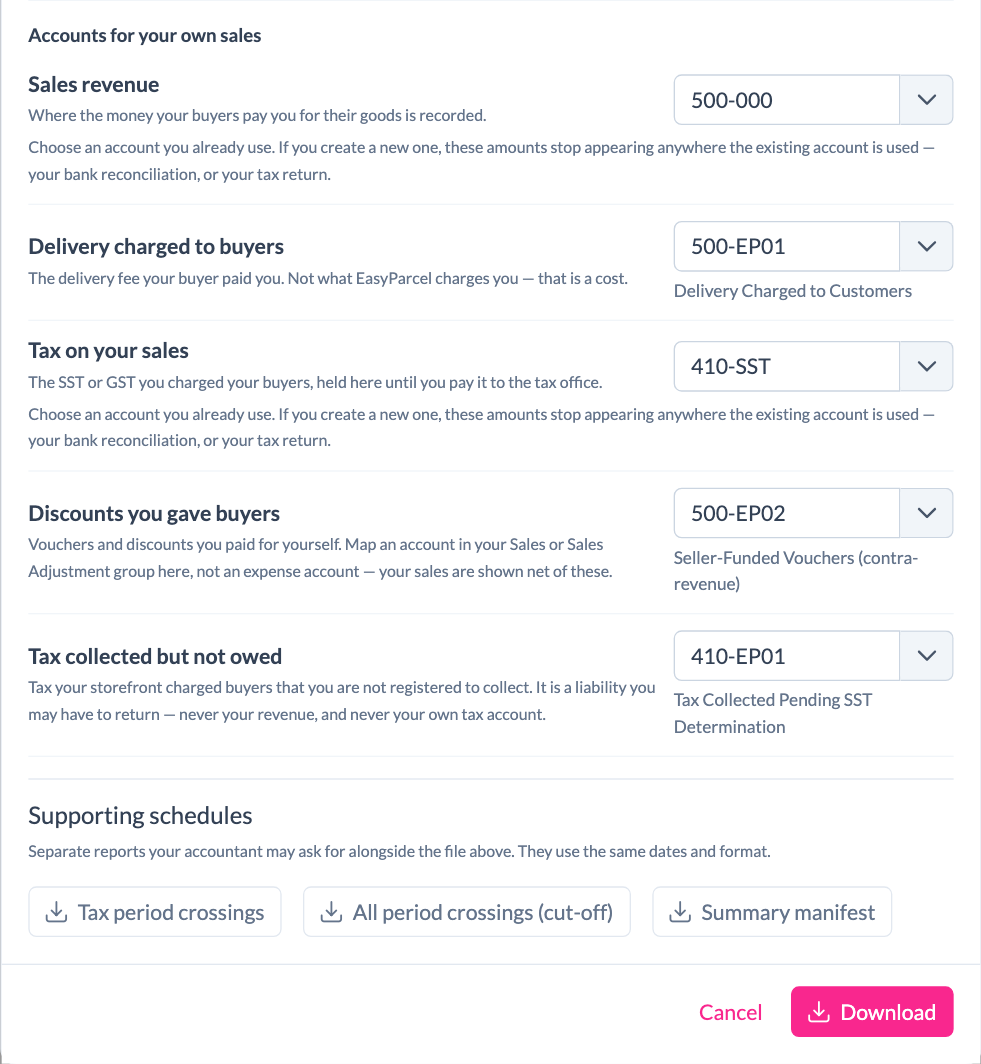 Accounts for your own sales
Sales revenue
Where the money your buyers pay you for their goods is recorded.
500-000
Choose an account you already use. If you create a new one, these amounts stop appearing anywhere the existing account is used —
your bank reconciliation, or your tax return.
Delivery charged to buyers
The delivery fee your buyer paid you. Not what EasyParcel charges you — that is a cost.
500-EP01
Delivery Charged to Customers
Tax on your sales
The SST or GST you charged your buyers, held here until you pay it to the tax office.
410-SST
Choose an account you already use. If you create a new one, these amounts stop appearing anywhere the existing account is used —
your bank reconciliation, or your tax return.
Discounts you gave buyers
Vouchers and discounts you paid for yourself. Map an account in your Sales or Sales
Adjustment group here, not an expense account — your sales are shown net of these.
500-EP02
Seller-Funded Vouchers (contra-
revenue)
Tax collected but not owed
Tax your storefront charged buyers that you are not registered to collect. It is a liability you
may have to return — never your revenue, and never your own tax account.
410-EP01
Tax Collected Pending SST
Determination
Supporting schedules
Separate reports your accountant may ask for alongside the file above. They use the same dates and format.
Tax period crossings
All period crossings (cut-off)
Summary manifest
Cancel
Download